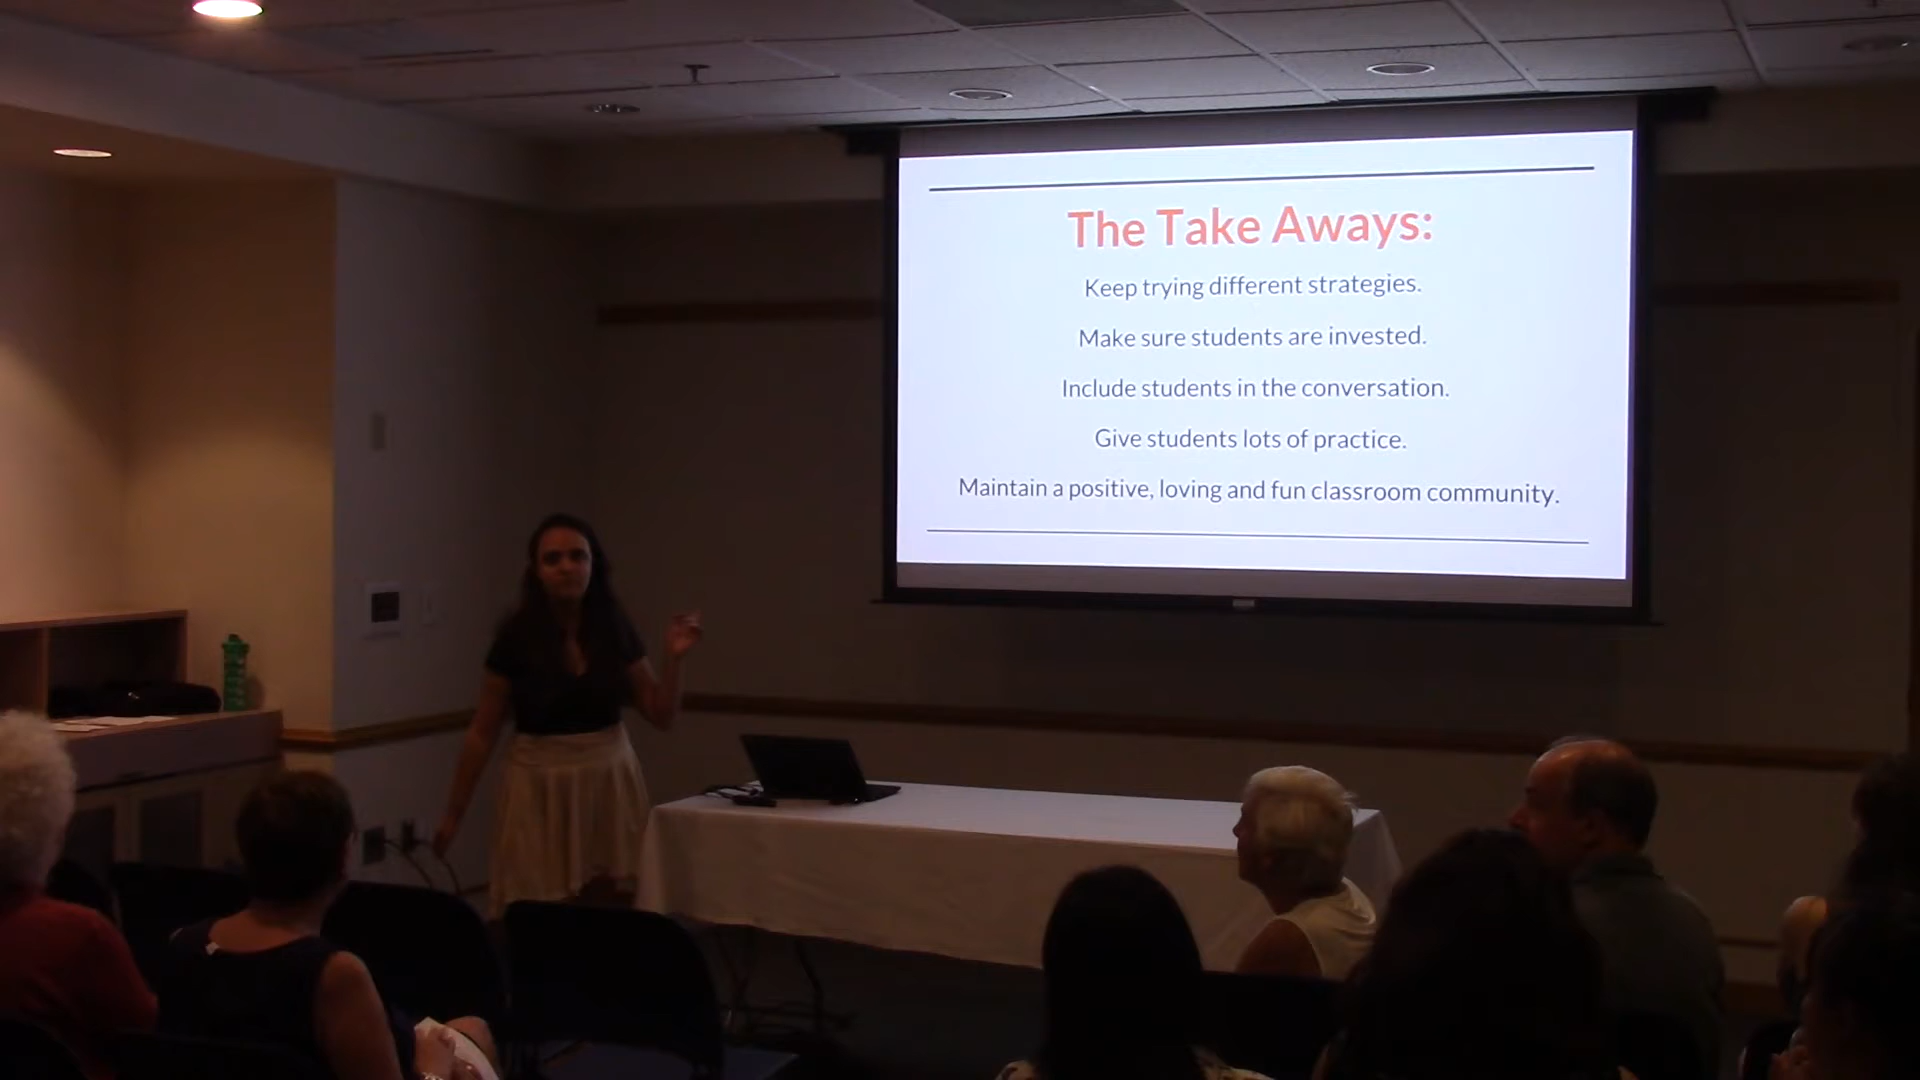 The Take Aways:
Keep trying different strategies.
Make sure students are invested.
Include students in the conversation.
Give students lots of practice.
Maintain a positive, loving and fun classroom community.